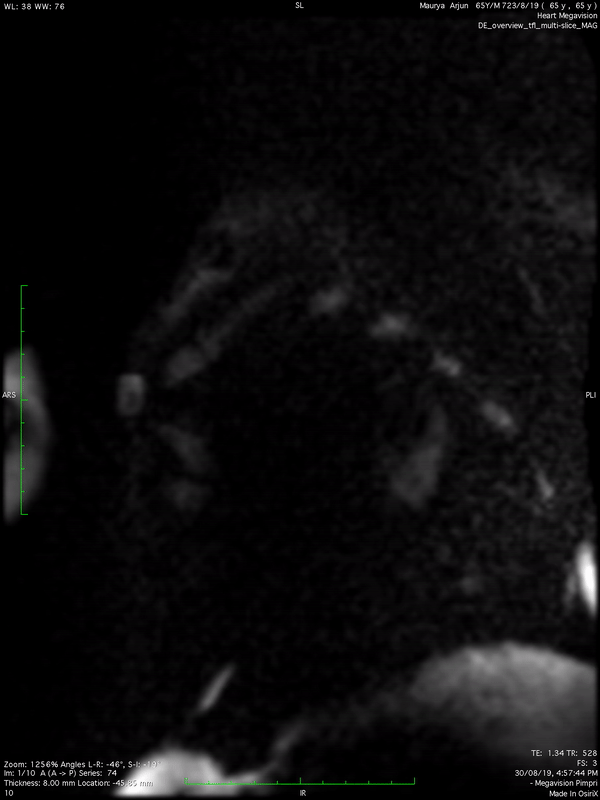 WL: 38 WW: 76
SL
Maurya Arjun 65Y/M 723/8/19 ( 65 y , 65 y )
Heart Megavision
DE_overview_tfl_multi-slice_MAG
ARS
PLI
Zoom: 1256% Angles L-R: -46°, S-I: -19°
Im: 1/10 A (A -> P) Series: 74
Thickness: 8.00 mm Location: -45.85 mm
10
IR
TE: 1.34 TR: 528
FS: 3
30/08/19, 4:57:44 PM
- Megavision Pimpri
Made In OsiriX